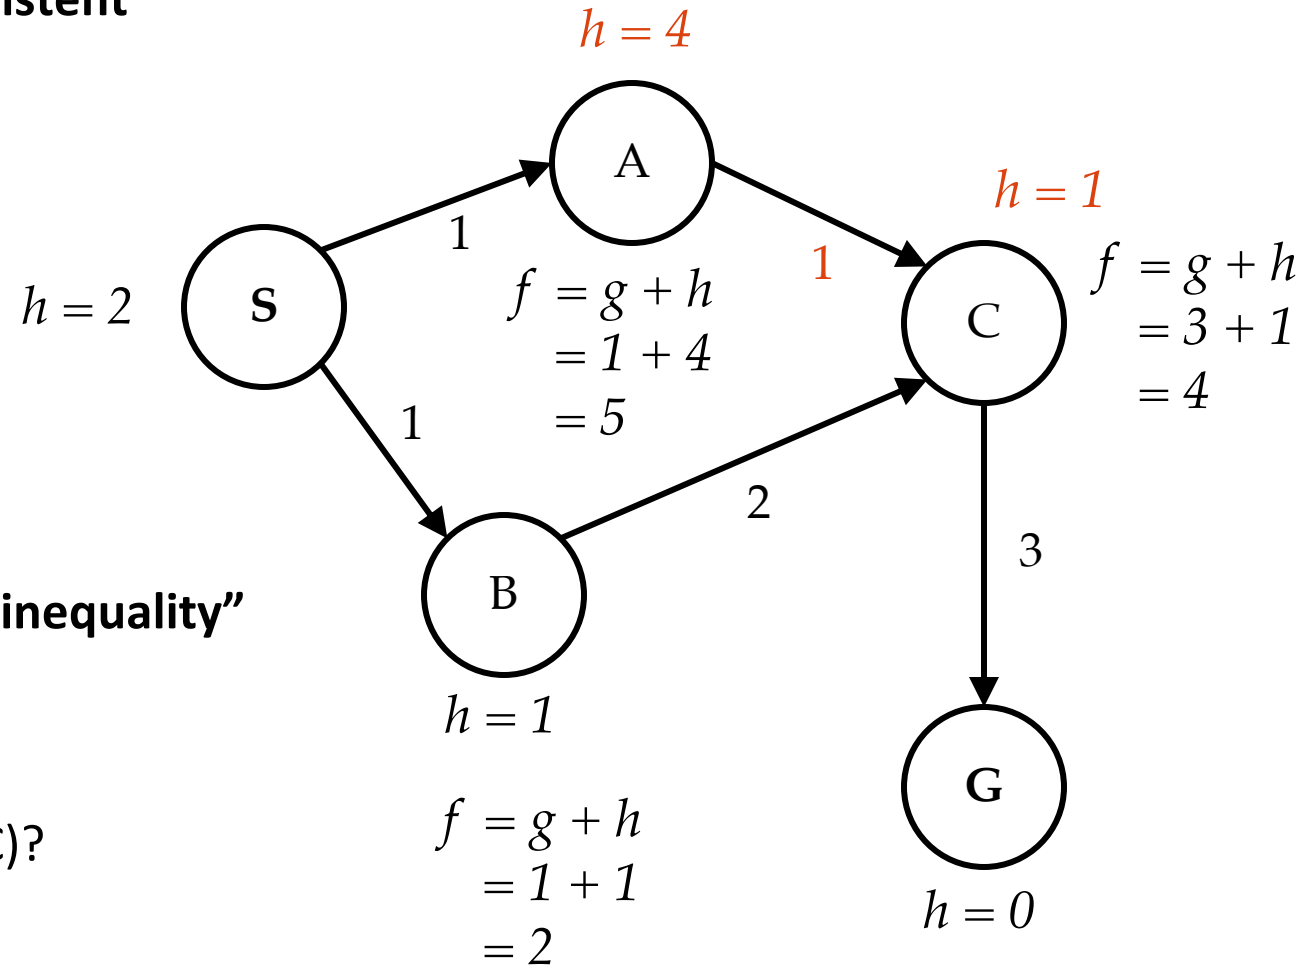 h = 4
A
h = 1
1
1
f = g + h
= 1 + 4
= 5
f = g + h
= 3 + 1
= 4
h = 2
S
C
1
2
3
inequality”
B
h = 1
G
)?
f = g + h
= 1 + 1
= 2
h = 0